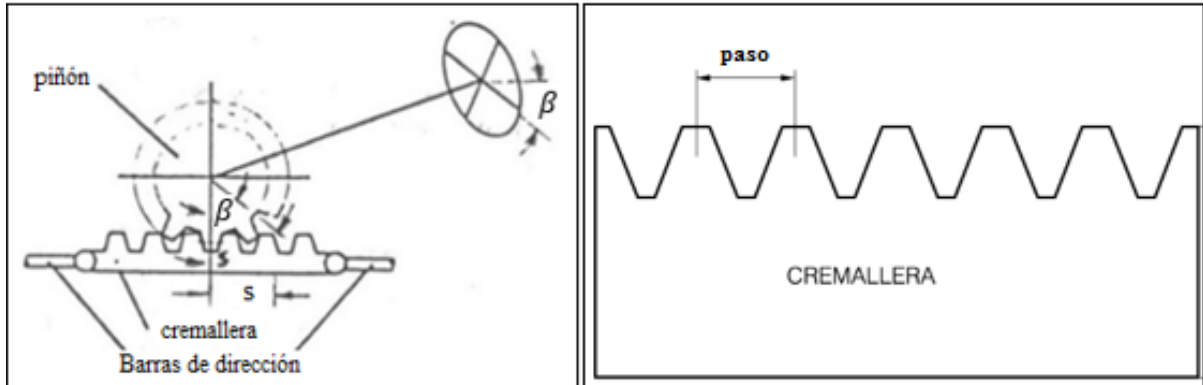 piñón
β
β
s
s
cremallera
Barras de dirección
paso
CREMALLERA